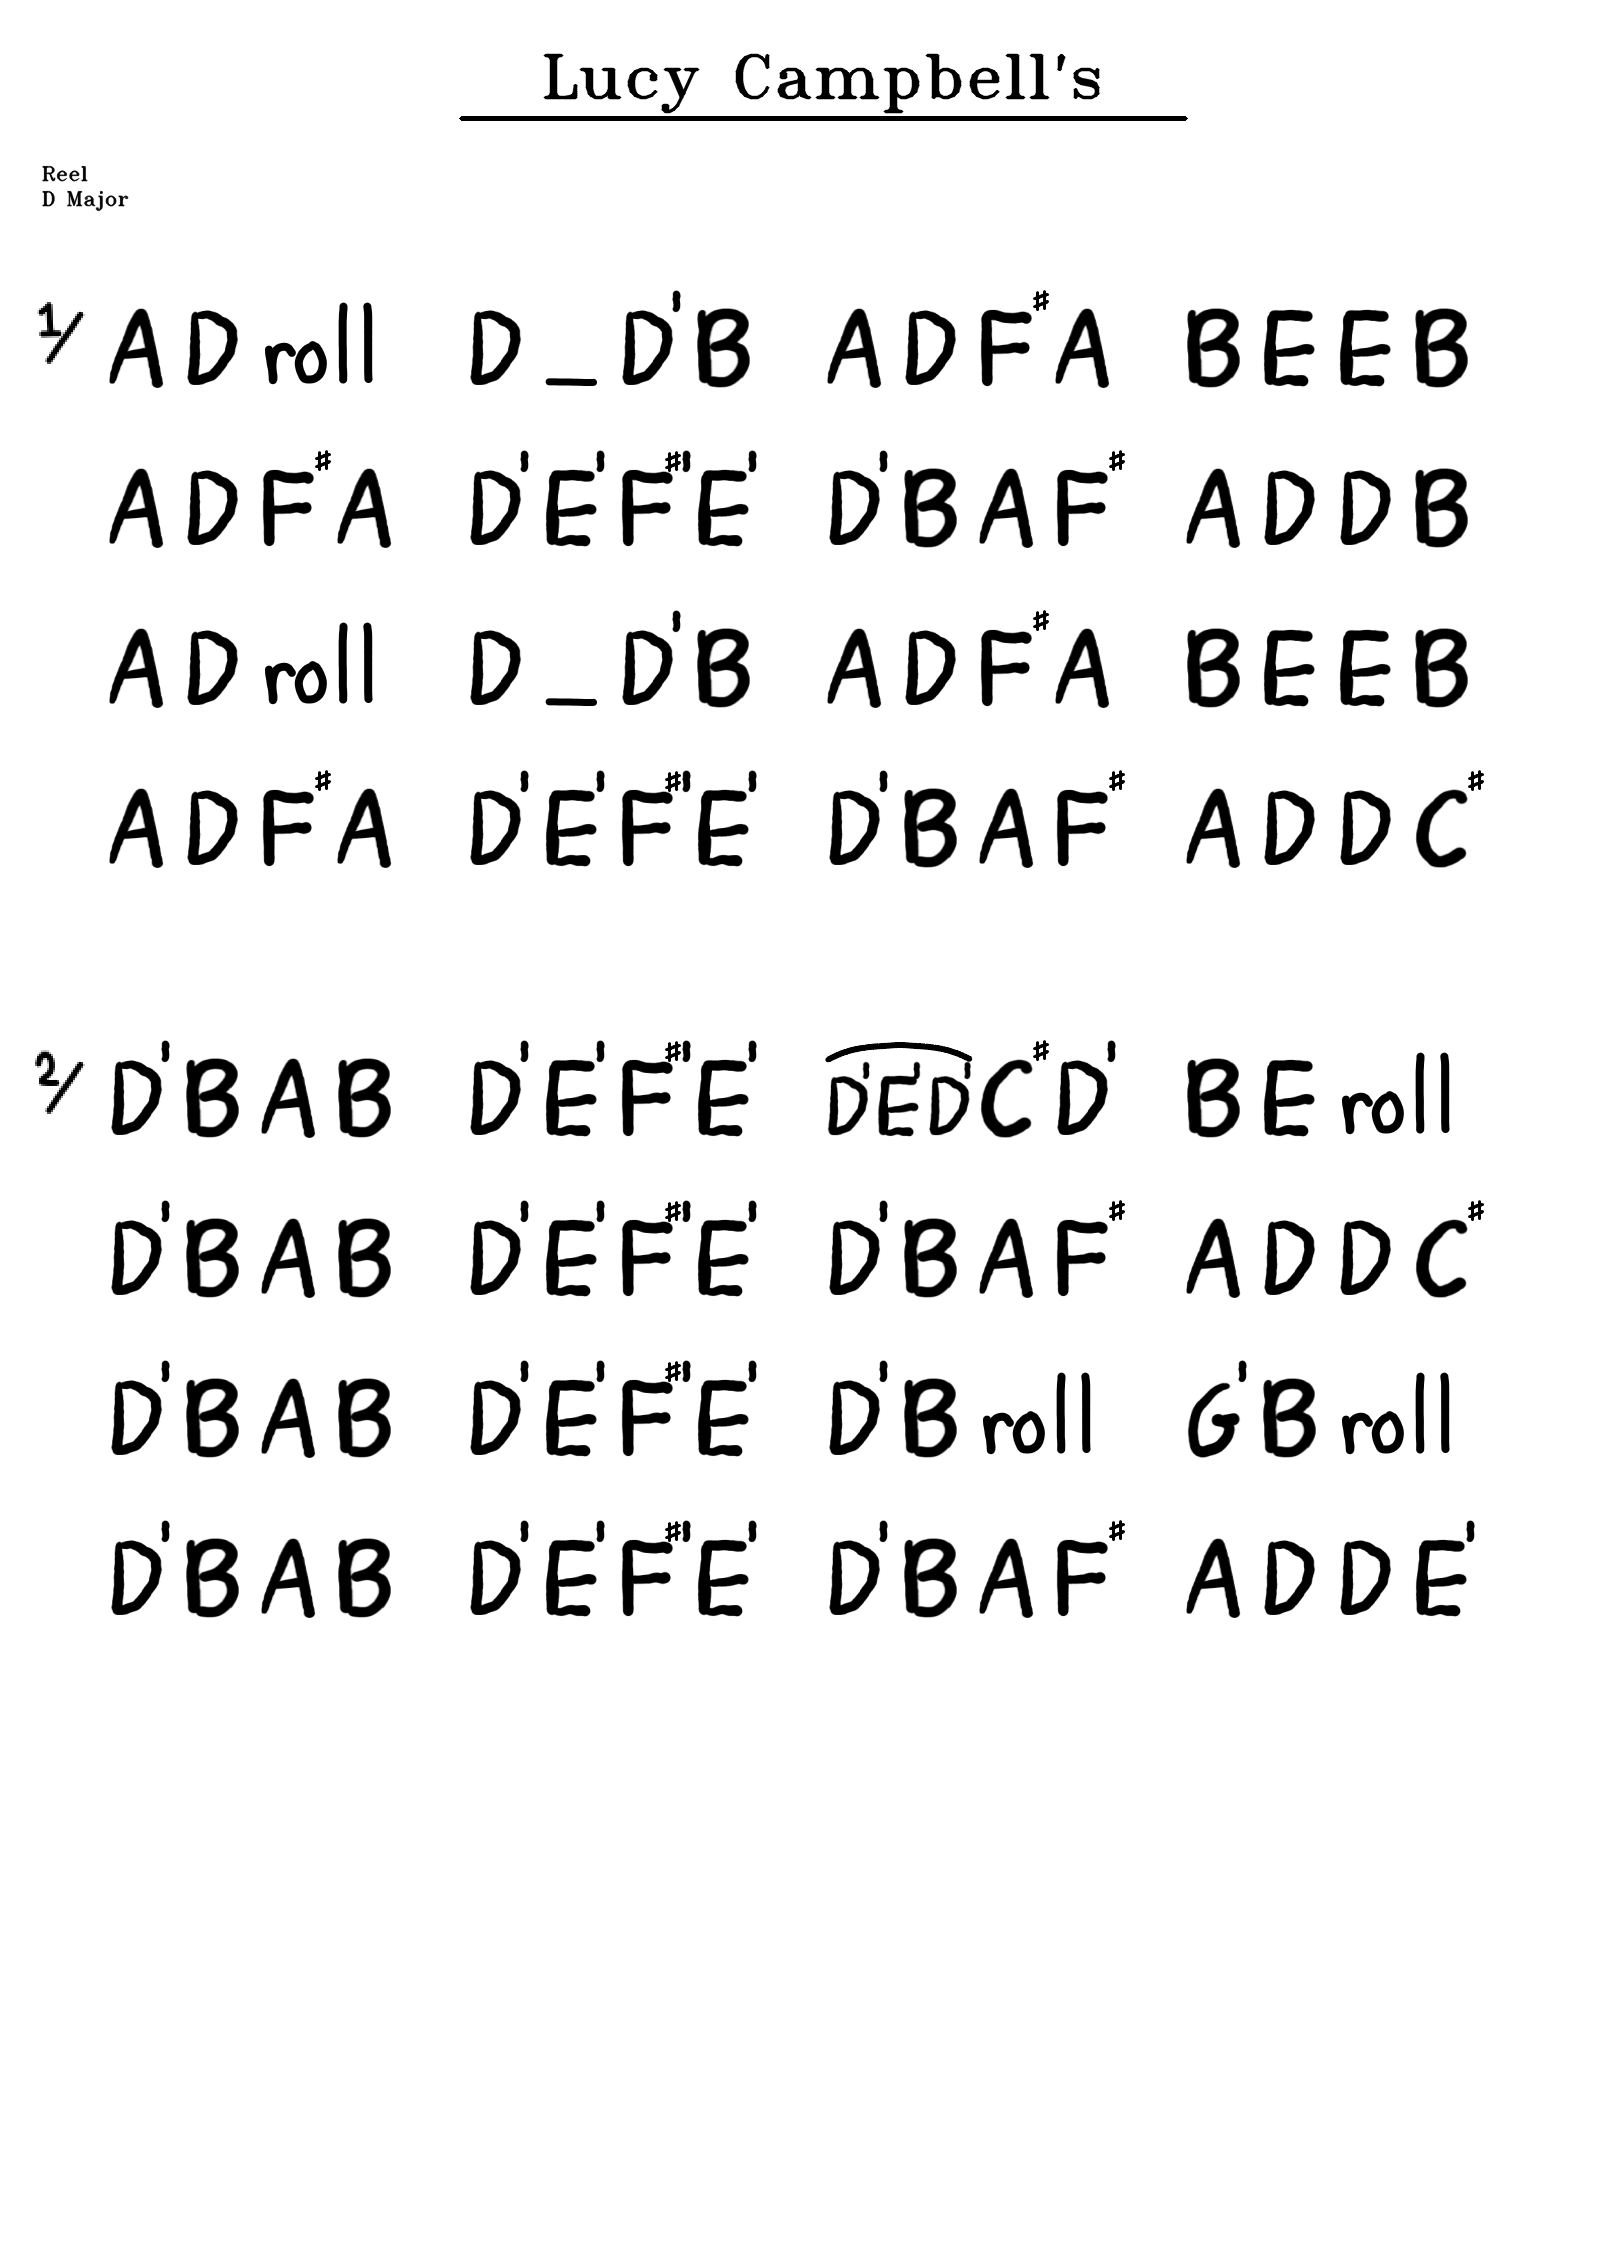 Lucy Campbell's
Reel
D Major
1/ A D roll D _ D' B A D F♯ A B E E B
A D F♯ A D' E' F♯' E' D' B A F♯ A D D B
A D roll D _ D' B A D F♯ A B E E B
A D F♯ A D' E' F♯' E' D' B A F♯ A D D C♯
2/ D' B A B D' E' F♯' E' D' E' D' C♯ D' B E roll
D' B A B D' E' F♯' E' D' B A F♯ A D D C♯
D' B A B D' E' F♯' E' D' B roll G' B roll
D' B A B D' E' F♯' E' D' B A F♯ A D D E'